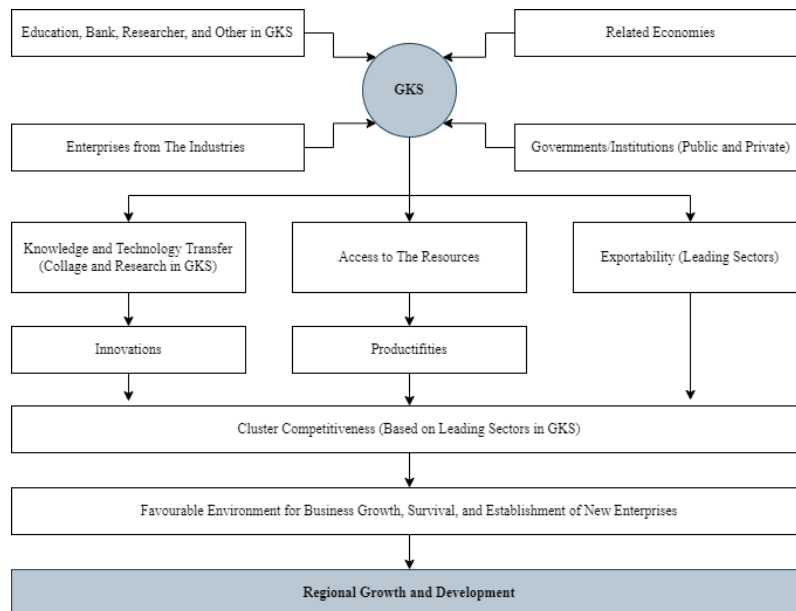 Education, Bank, Researcher, and Other in GKS
Related Economies
GKS
Enterprises from The Industries
Governments/Institutions (Public and Private)
Knowledge and Technology Transfer
(Collage and Research in GKS)
Access to The Resources
Exportability (Leading Sectors)
Innovations
Productifities
Cluster Competitiveness (Based on Leading Sectors in GKS)
Favourable Environment for Business Growth, Survival, and Establishment of New Enterprises
Regional Growth and Development